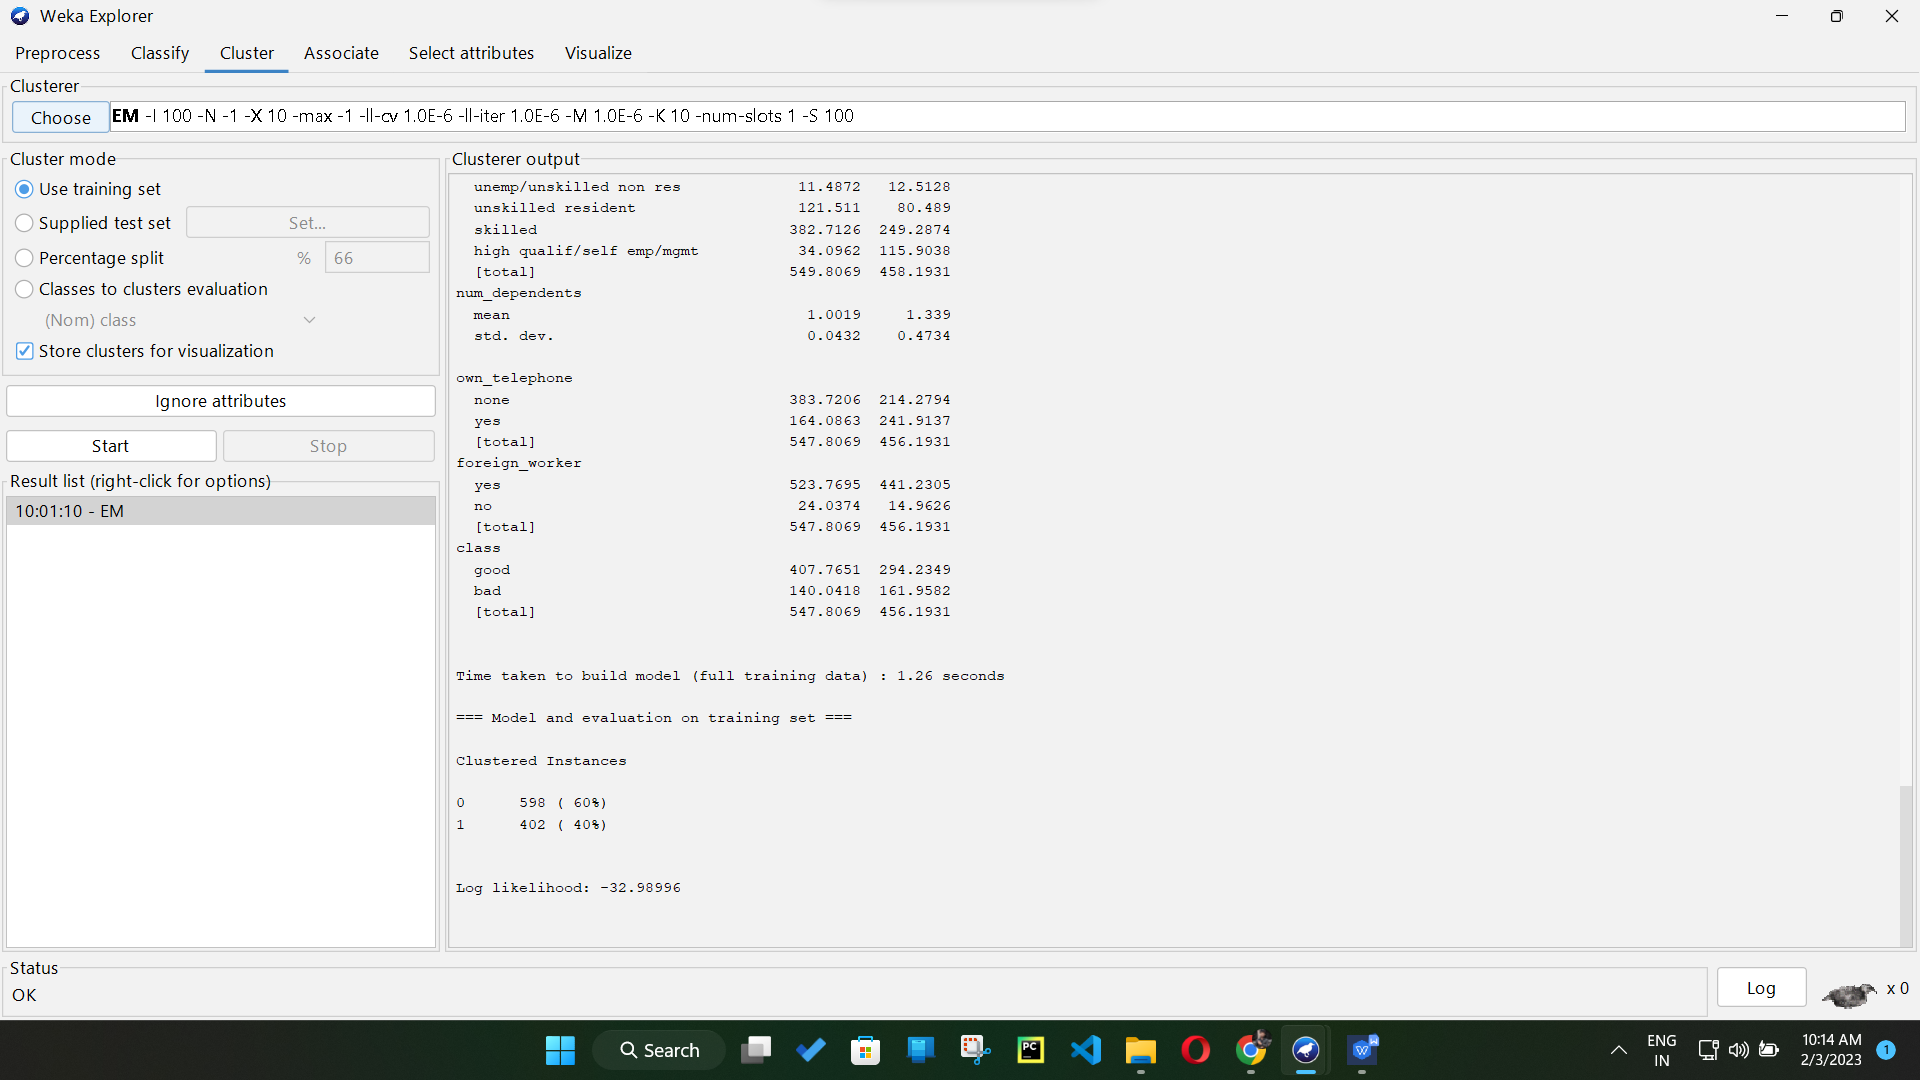 Weka Explorer
Preprocess Classify Cluster Associate Select attributes Visualize
Clusterer
Choose EM -I 100 -N -1 -X 10 -max -1 -ll-cv 1.0E-6 -ll-iter 1.0E-6 -M 1.0E-6 -K 10 -num-slots 1 -S 100
Cluster mode
Use training set
Supplied test set Set...
Percentage split % 66
Classes to clusters evaluation
(Nom) class
Store clusters for visualization
Ignore attributes
Start Stop
Result list (right-click for options)
10:01:10 - EM
Clusterer output
unemp/unskilled non res 11.4872 12.5128
unskilled resident 121.511 80.489
skilled 382.7126 249.2874
high qualif/self emp/mgmt 34.0962 115.9038
[total] 549.8069 458.1931
num_dependents
mean 1.0019 1.339
std. dev. 0.0432 0.4734
own_telephone
none 383.7206 214.2794
yes 164.0863 241.9137
[total] 547.8069 456.1931
foreign_worker
yes 523.7695 441.2305
no 24.0374 14.9626
[total] 547.8069 456.1931
class
good 407.7651 294.2349
bad 140.0418 161.9582
[total] 547.8069 456.1931
Time taken to build model (full training data) : 1.26 seconds
=== Model and evaluation on training set ===
Clustered Instances
0 598 ( 60%)
1 402 ( 40%)
Log likelihood: -32.98996
Status
OK
Log x 0
Search
PC
W
ENG
IN
10:14 AM
2/3/2023
1